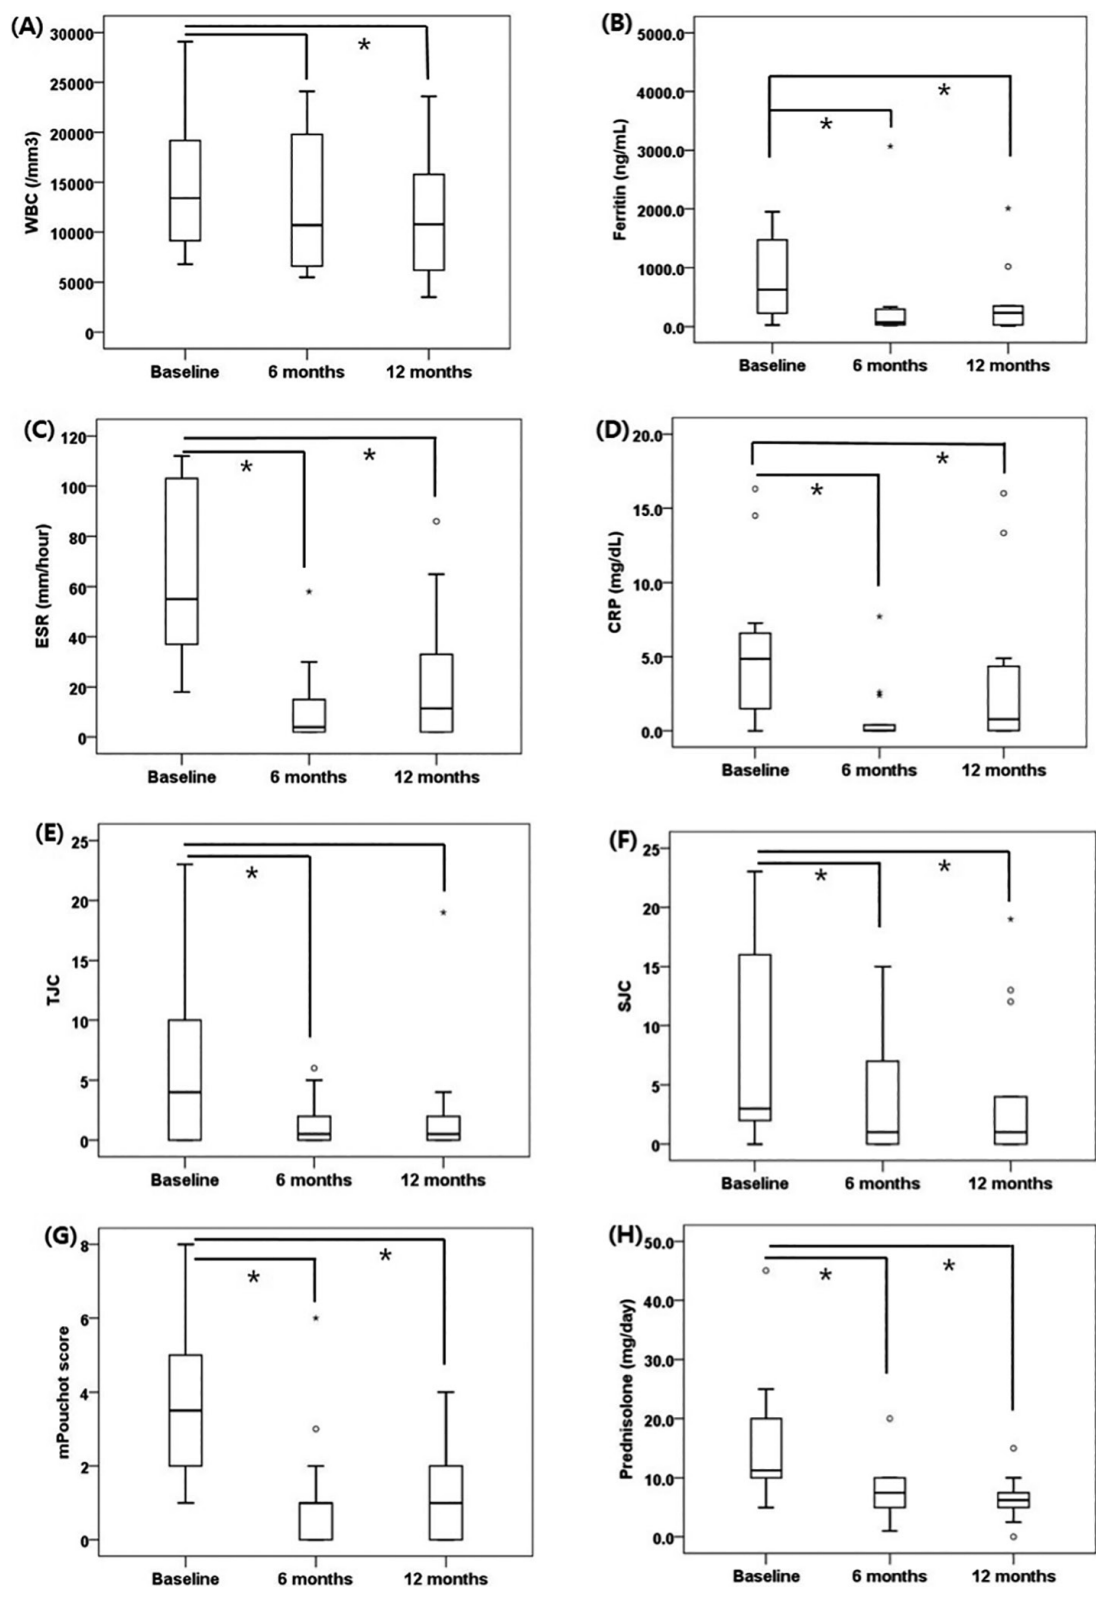 (A)
WBC (/mm3)
30000
25000
20000
15000
10000
5000
0
*
Baseline 6 months 12 months
(B)
Ferritin (ng/mL)
5000.0
4000.0
3000.0
2000.0
1000.0
0.0
*
*
*
*
Baseline 6 months 12 months
(C)
ESR (mm/hour)
120
100
80
60
40
20
0
*
*
*
Baseline 6 months 12 months
(D)
CRP (mg/dL)
20.0
15.0
10.0
5.0
0.0
*
*
*
*
*
Baseline 6 months 12 months
(E)
TJC
25
20
15
10
5
0
*
*
Baseline 6 months 12 months
(F)
SJC
25
20
15
10
5
0
*
*
*
Baseline 6 months 12 months
(G)
mPouchot score
8
6
4
2
0
*
*
*
Baseline 6 months 12 months
(H)
Prednisolone (mg/day)
50.0
40.0
30.0
20.0
10.0
0.0
*
*
Baseline 6 months 12 months